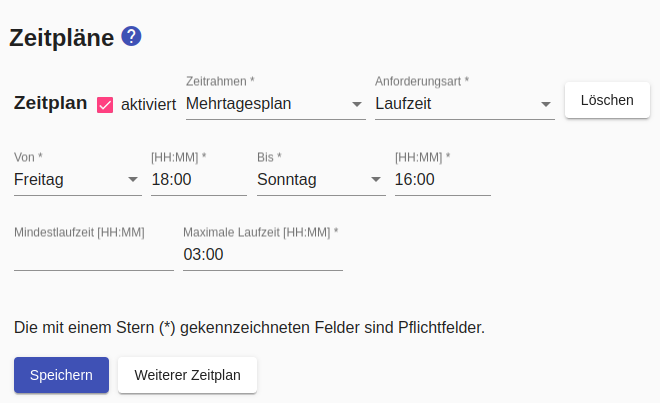 Zeitpläne ?
Zeitrahmen * Anforderungsart *
Zeitplan aktiviert Mehrtagesplan Laufzeit Löschen
Von * [HH:MM] * Bis * [HH:MM] *
Freitag 18:00 Sonntag 16:00
Mindestlaufzeit [HH:MM] Maximale Laufzeit [HH:MM] *
03:00
Die mit einem Stern (*) gekennzeichneten Felder sind Pflichtfelder.
Speichern Weiterer Zeitplan